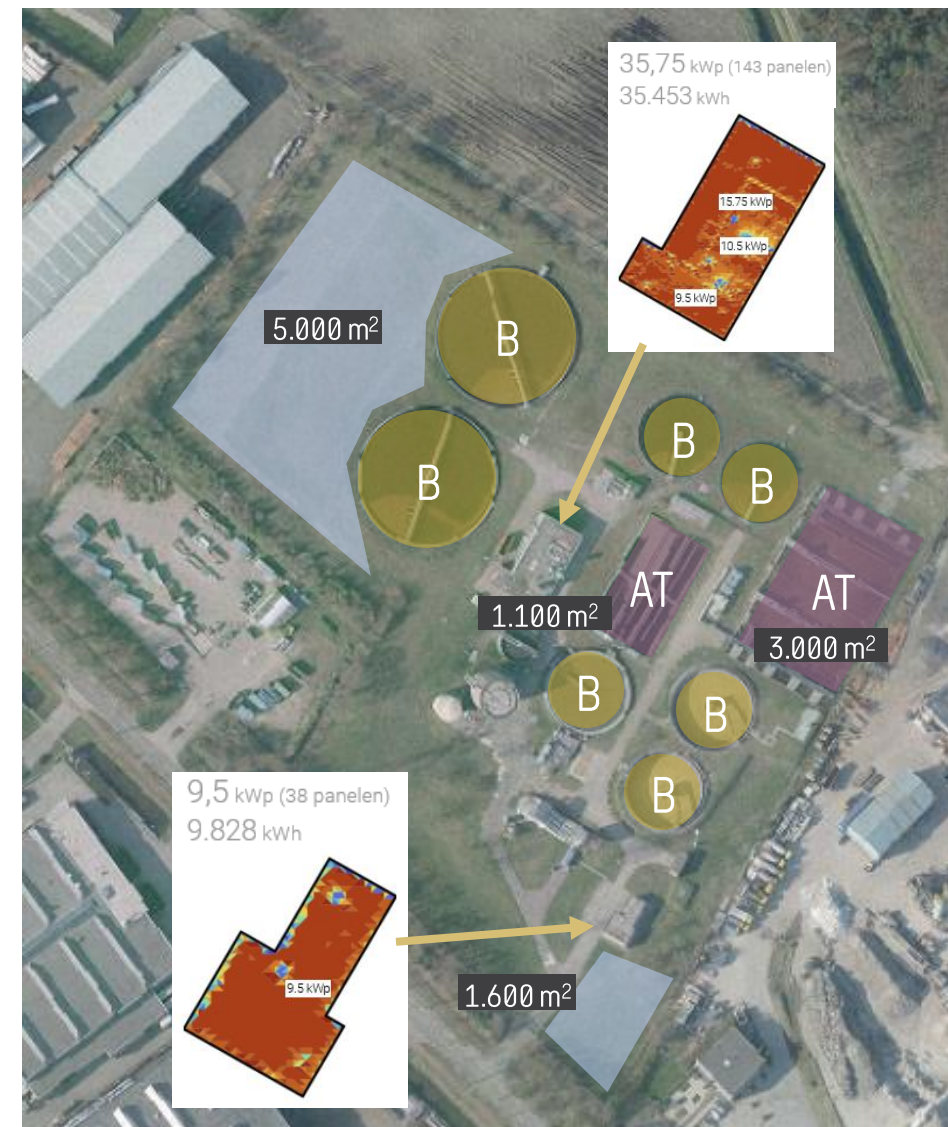 35,75 kWp (143 panelen)
35.453 kWh
15.75 kWp
10.5 kWp
9.5 kWp
5.000 m²
B
B
B
B
AT
AT
1.100 m²
3.000 m²
B
B
B
9,5 kWp (38 panelen)
9.828 kWh
9.5 kWp
1.600 m²